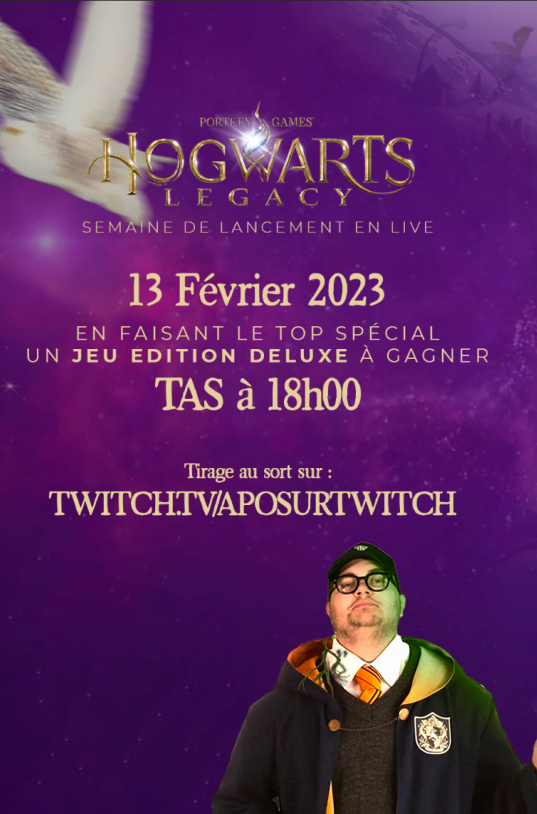 PORTKEY GAMES
HOGWARTS
LEGACY
SEMAINE DE LANCEMENT EN LIVE
13 Février 2023
EN FAISANT LE TOP SPÉCIAL
UN JEU ÉDITION DELUXE À GAGNER
TAS à 18h00
Tirage au sort sur :
TWITCH.TV/APOSURTWITCH